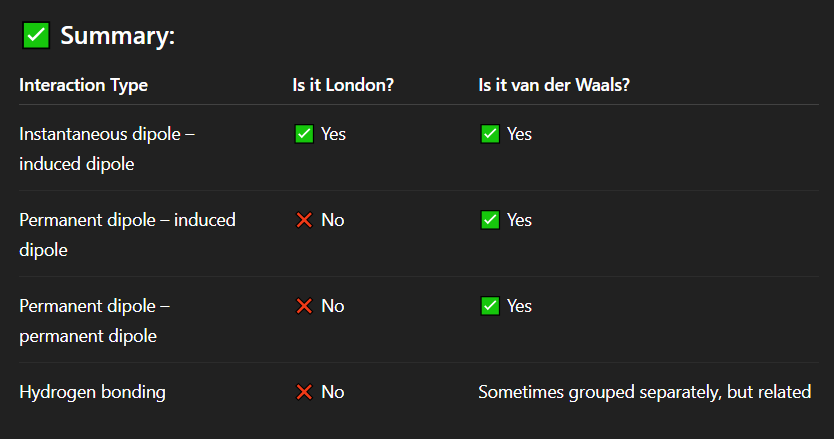 ✅ Summary:
Interaction Type Is it London? Is it van der Waals?
Instantaneous dipole – ✅ Yes ✅ Yes
induced dipole
Permanent dipole – induced ❌ No ✅ Yes
dipole
Permanent dipole – ❌ No ✅ Yes
permanent dipole
Hydrogen bonding ❌ No Sometimes grouped separately, but related